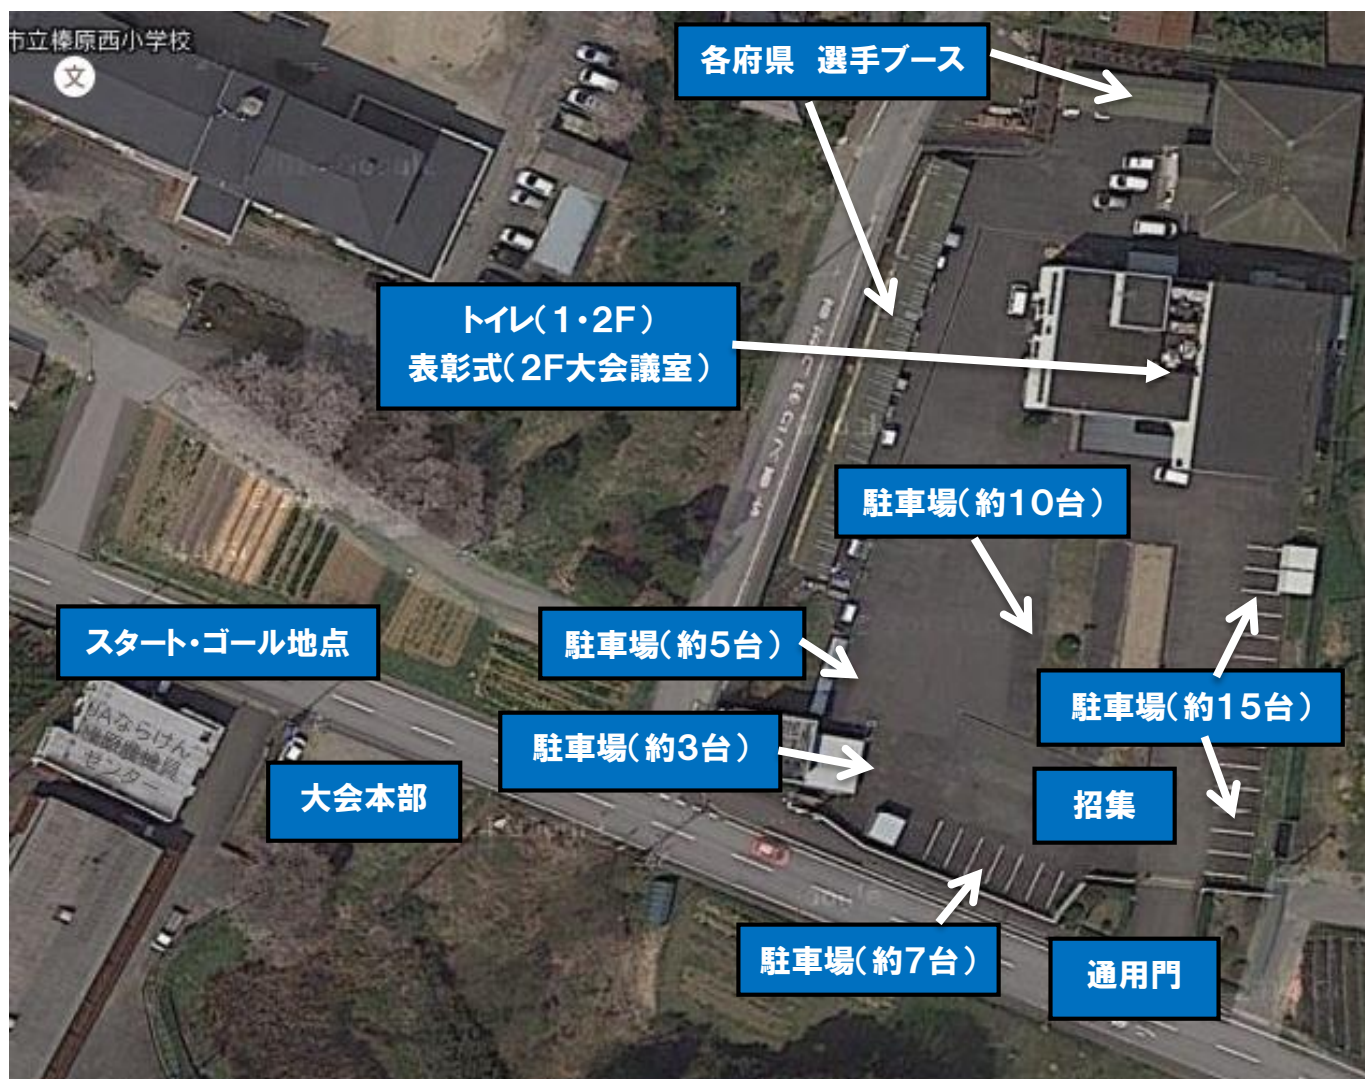 市立榛原西小学校
文
各府県　選手ブース
トイレ(1・2F)
表彰式(2F大会議室)
駐車場(約10台)
スタート・ゴール地点
駐車場(約5台)
駐車場(約15台)
駐車場(約3台)
JAならけん
センター
大会本部
招集
駐車場(約7台)
通用門